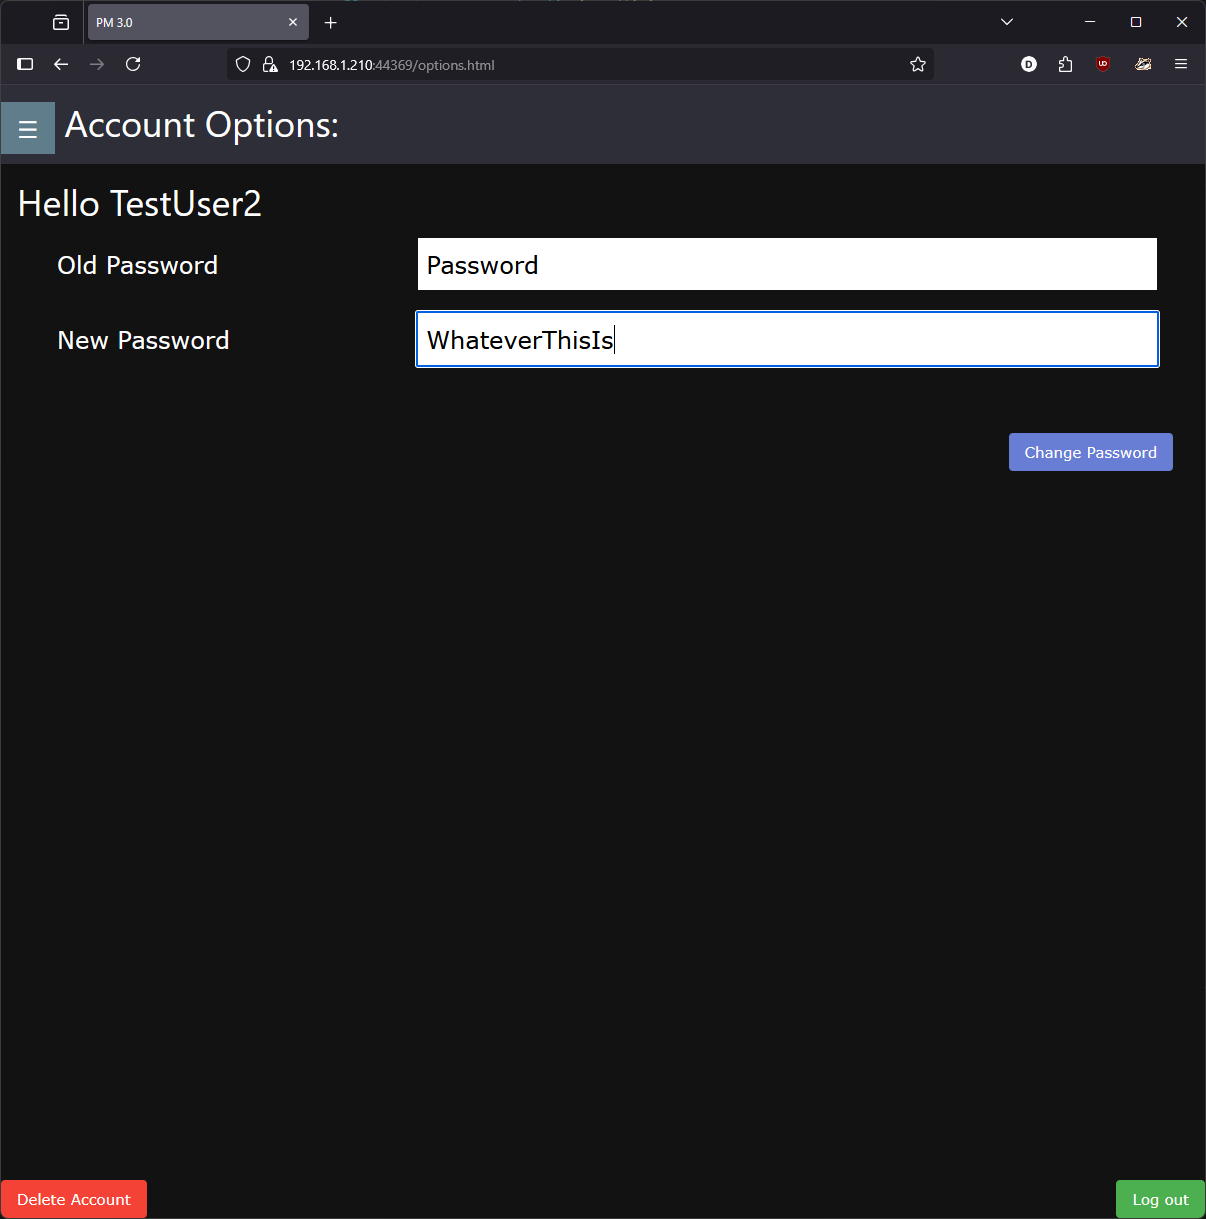 PM 3.0
192.168.1.210:44369/options.html
Account Options:
Hello TestUser2
Old Password
Password
New Password
WhateverThisIs
Change Password
Delete Account
Log out